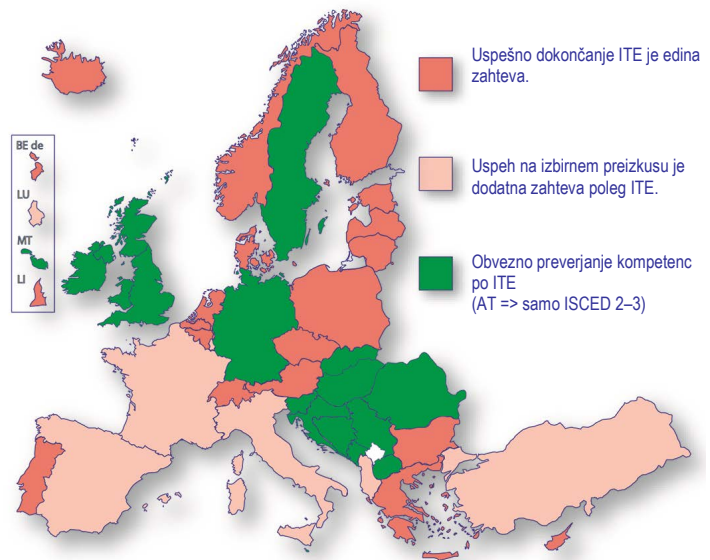 Uspešno dokončanje ITE je edina
zahteva.
BE de
LU
MT
LI
Uspeh na izbirnem preizkusu je
dodatna zahteva poleg ITE.
Obvezno preverjanje kompetenc
po ITE
(AT => samo ISCED 2–3)